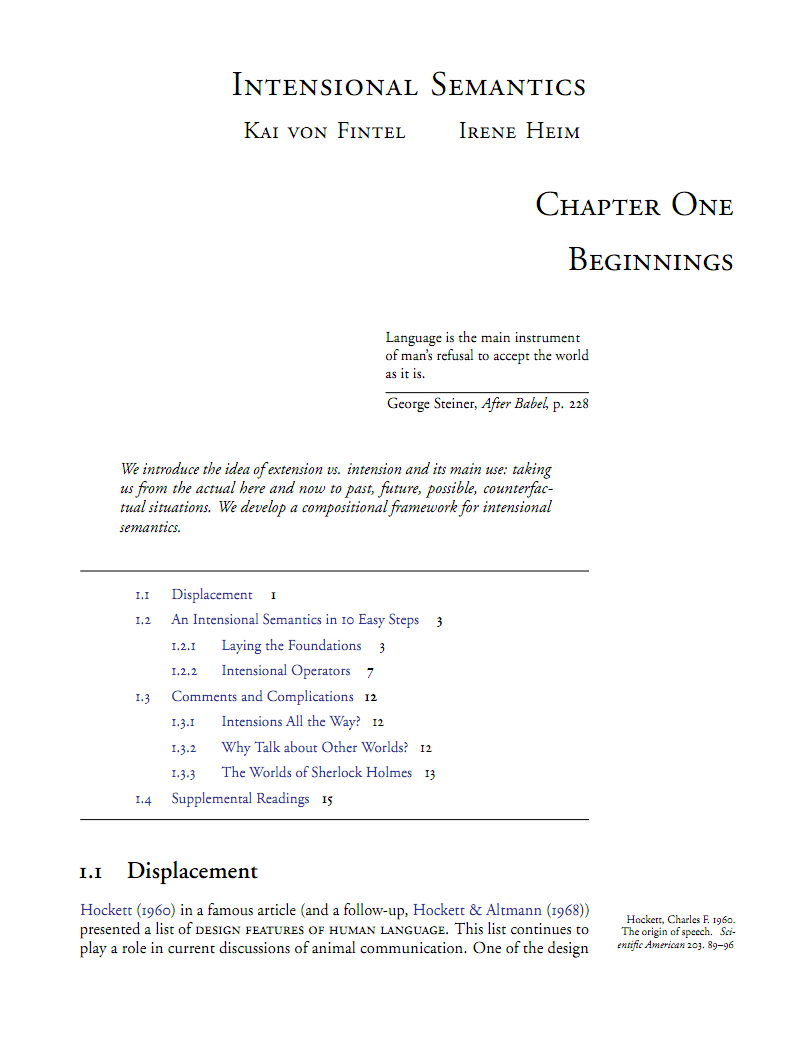 Intensional Semantics
Kai von Fintel Irene Heim
Chapter One
Beginnings
Language is the main instrument
of man's refusal to accept the world
as it is.
George Steiner, After Babel, p. 228
We introduce the idea of extension vs. intension and its main use: taking
us from the actual here and now to past, future, possible, counterfac-
tual situations. We develop a compositional framework for intensional
semantics.
1.1 Displacement 1
1.2 An Intensional Semantics in 10 Easy Steps 3
1.2.1 Laying the Foundations 3
1.2.2 Intensional Operators 7
1.3 Comments and Complications 12
1.3.1 Intensions All the Way? 12
1.3.2 Why Talk about Other Worlds? 12
1.3.3 The Worlds of Sherlock Holmes 13
1.4 Supplemental Readings 15
1.1 Displacement
Hockett (1960) in a famous article (and a follow-up, Hockett & Altmann (1968))
presented a list of design features of human language. This list continues to
play a role in current discussions of animal communication. One of the design
Hockett, Charles F. 1960.
The origin of speech. Sci-
entific American 203. 89–96